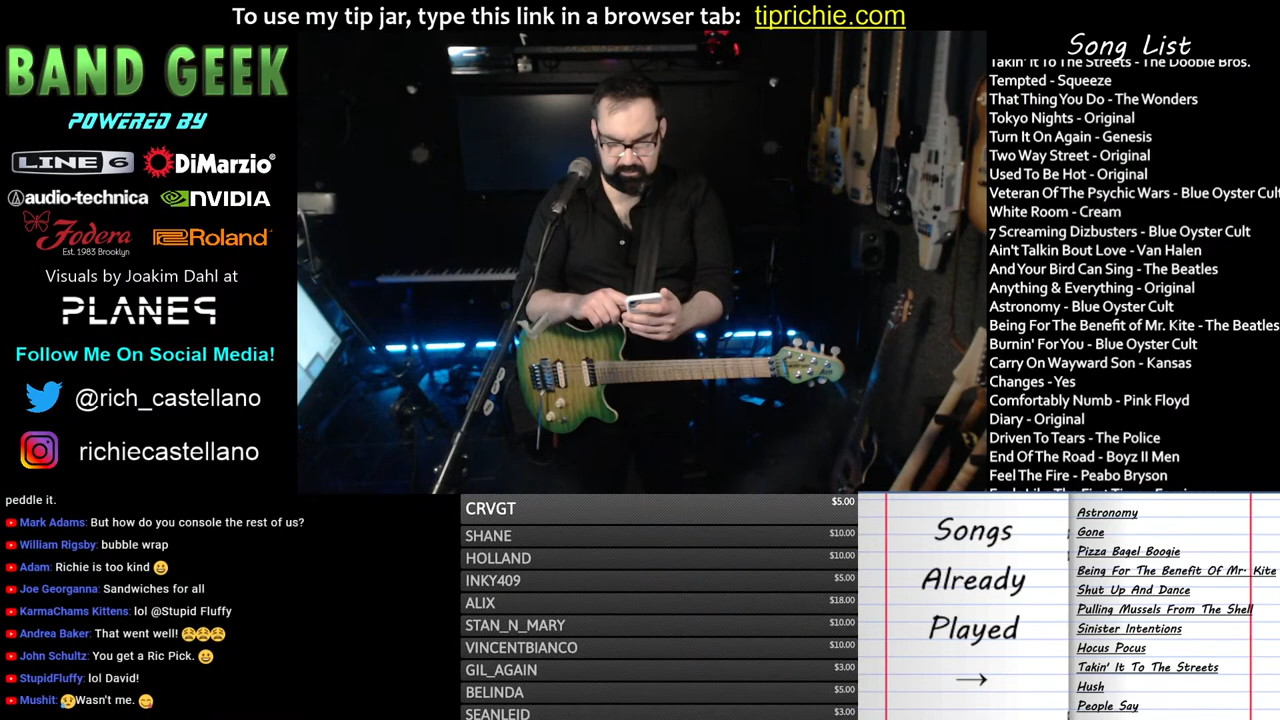 To use my tip jar, type this link in a browser tab: tiprichie.com
BAND GEEK
POWERED BY
LINE 6
DiMarzio
audio-technica
NVIDIA
Fodera
Est. 1983 Brooklyn
Roland
Visuals by Joakim Dahl at
PLANE9
Follow Me On Social Media!
@rich_castellano
richiecastellano
peddle it.
Mark Adams: But how do you console the rest of us?
William Rigsby: bubble wrap
Adam: Richie is too kind 😀
Joe Georganna: Sandwiches for all
KarmaChams Kittens: lol @Stupid Fluffy
Andrea Baker: That went well! 😫😫😫
John Schultz: You get a Ric Pick. 😀
StupidFluffy: lol David!
Mushit: 😥Wasn't me. 😋
CRVGT $5.00
SHANE $10.00
HOLLAND $10.00
INKY409 $5.00
ALIX $18.00
STAN_N_MARY $10.00
VINCENTBIANCO $10.00
GIL_AGAIN $3.00
BELINDA $5.00
SEANLEID $3.00
Song List
Takin' It To The Streets - The Doobie Bros.
Tempted - Squeeze
That Thing You Do - The Wonders
Tokyo Nights - Original
Turn It On Again - Genesis
Two Way Street - Original
Used To Be Hot - Original
Veteran Of The Psychic Wars - Blue Oyster Cult
White Room - Cream
7 Screaming Dizbusters - Blue Oyster Cult
Ain't Talkin Bout Love - Van Halen
And Your Bird Can Sing - The Beatles
Anything & Everything - Original
Astronomy - Blue Oyster Cult
Being For The Benefit of Mr. Kite - The Beatles
Burnin' For You - Blue Oyster Cult
Carry On Wayward Son - Kansas
Changes - Yes
Comfortably Numb - Pink Floyd
Diary - Original
Driven To Tears - The Police
End Of The Road - Boyz II Men
Feel The Fire - Peabo Bryson
Songs
Already
Played
→
Astronomy
Gone
Pizza Bagel Boogie
Being For The Benefit Of Mr. Kite
Shut Up And Dance
Pulling Mussels From The Shell
Sinister Intentions
Hocus Pocus
Takin' It To The Streets
Hush
People Say